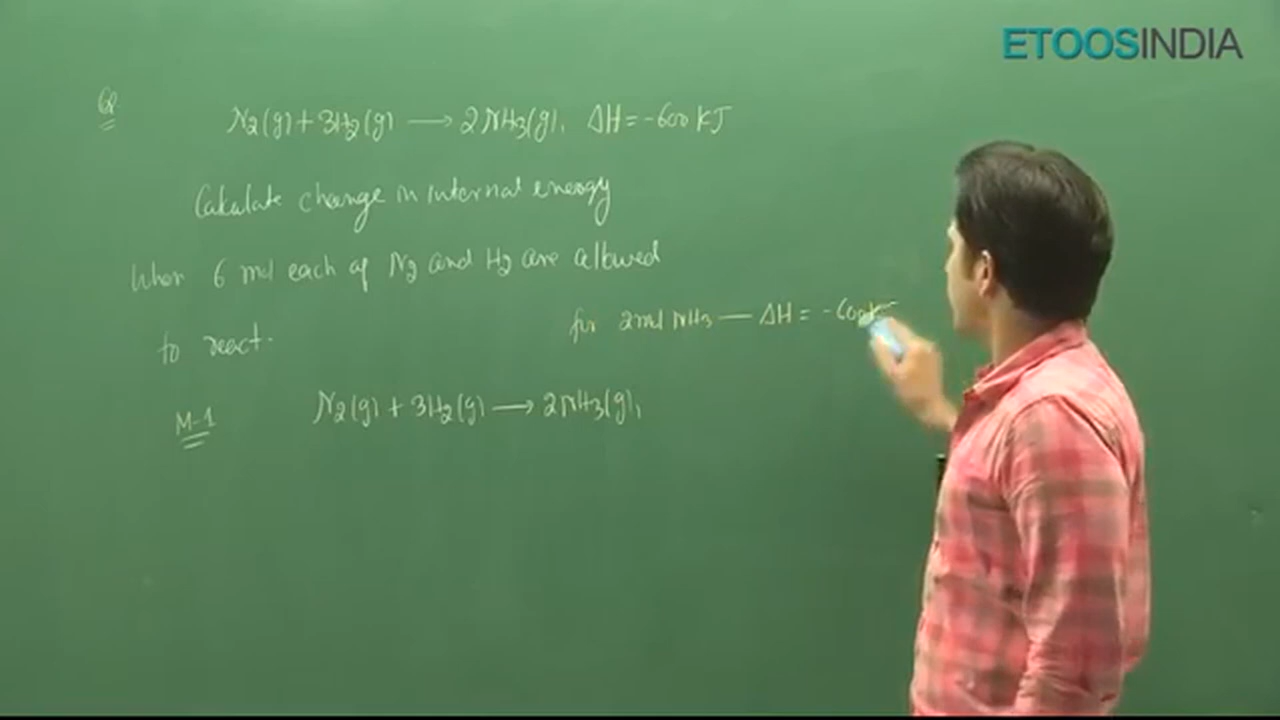 ETOOSINDIA
Q
N2(g) + 3H2(g) → 2NH3(g), ΔH = -600 KJ
Calculate change in internal energy
When 6 mol each of N2 and H2 are allowed
to react.
for 2mol NH3 — ΔH = -600K
M-1
N2(g) + 3H2(g) → 2NH3(g),